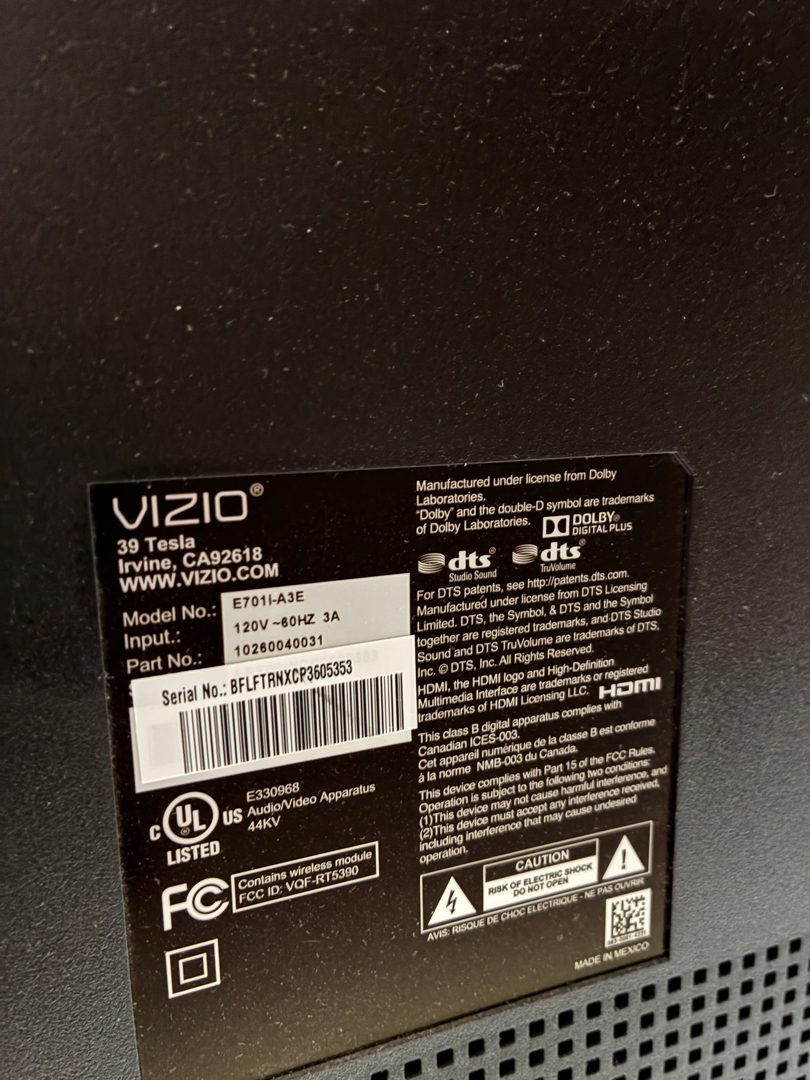 VIZIO®
39 Tesla
Irvine, CA92618
WWW.VIZIO.COM
Model No.: E701I-A3E
Input.: 120V ~60HZ 3A
Part No.: 10260040031
Serial No.: BFLFTRNXCP3605353
C UL® US
LISTED
E330968
Audio/Video Apparatus
44KV
FC
Contains wireless module
FCC ID: VQF-RT5390
Manufactured under license from Dolby
Laboratories.
"Dolby" and the double-D symbol are trademarks
of Dolby Laboratories.
DOLBY®
DIGITAL PLUS
dts®
Studio Sound
dts®
TruVolume
For DTS patents, see http://patents.dts.com.
Manufactured under license from DTS Licensing
Limited. DTS, the Symbol, & DTS and the Symbol
together are registered trademarks, and DTS Studio
Sound and DTS TruVolume are trademarks of DTS,
Inc. © DTS, Inc. All Rights Reserved.
HDMI, the HDMI logo and High-Definition
Multimedia Interface are trademarks or registered
trademarks of HDMI Licensing LLC.
HDMI
This class B digital apparatus complies with
Canadian ICES-003.
Cet appareil numérique de la classe B est conforme
à la norme NMB-003 du Canada.
This device complies with Part 15 of the FCC Rules.
Operation is subject to the following two conditions:
(1)This device may not cause harmful interference, and
(2)This device must accept any interference received,
including interference that may cause undesired
operation.
CAUTION
RISK OF ELECTRIC SHOCK
DO NOT OPEN
AVIS: RISQUE DE CHOC ELECTRIQUE - NE PAS OUVRIR
MADE IN MEXICO